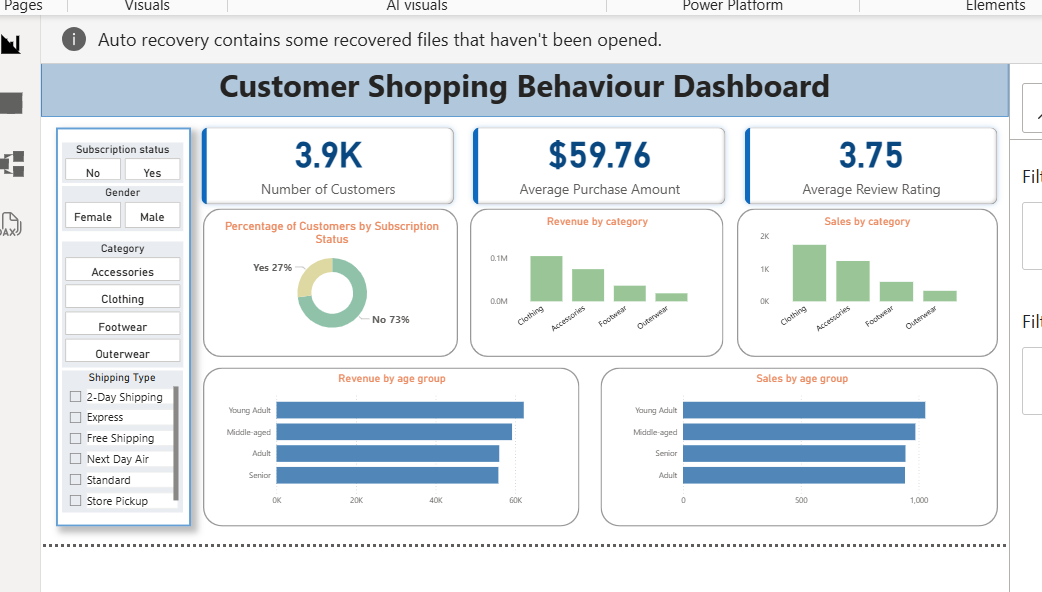 Pages
Visuals
AI visuals
Power Platform
Elements
Auto recovery contains some recovered files that haven't been opened.
Customer Shopping Behaviour Dashboard
Subscription status
No
Yes
Gender
Female
Male
Category
Accessories
Clothing
Footwear
Outerwear
Shipping Type
2-Day Shipping
Express
Free Shipping
Next Day Air
Standard
Store Pickup
3.9K
Number of Customers
$59.76
Average Purchase Amount
3.75
Average Review Rating
Percentage of Customers by Subscription
Status
Yes 27%
No 73%
Revenue by category
0.1M
0.0M
Clothing
Accessories
Footwear
Outerwear
Sales by category
2K
1K
0K
Clothing
Accessories
Footwear
Outerwear
Revenue by age group
Young Adult
Middle-aged
Adult
Senior
0K
20K
40K
60K
Sales by age group
Young Adult
Middle-aged
Senior
Adult
0
500
1,000